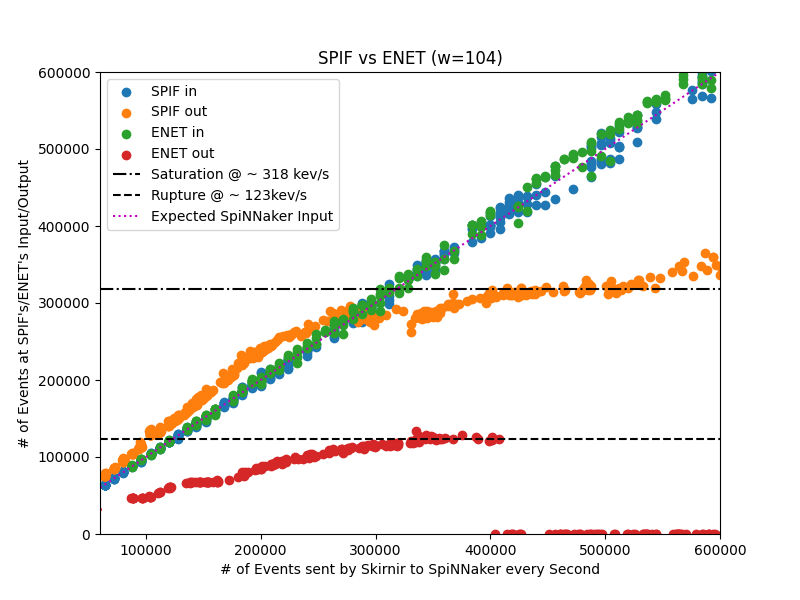 SPIF vs ENET (w=104)
# of Events at SPIF's/ENET's Input/Output
600000
500000
400000
300000
200000
100000
0
SPIF in
SPIF out
ENET in
ENET out
Saturation @ ~ 318 kev/s
Rupture @ ~ 123kev/s
Expected SpiNNaker Input
100000
200000
300000
400000
500000
600000
# of Events sent by Skirnir to SpiNNaker every Second